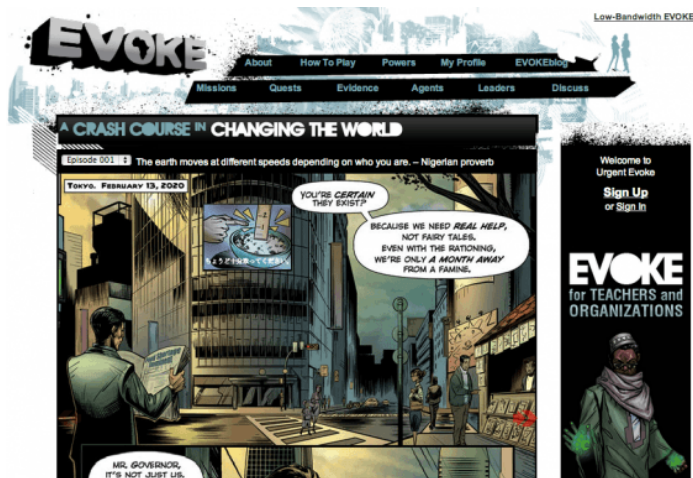 Low-Bandwidth EVOKE
EVOKE
About How To Play Powers My Profile EVOKEblog
Missions Quests Evidence Agents Leaders Discuss
A CRASH COURSE IN CHANGING THE WORLD
Episode 001 The earth moves at different speeds depending on who you are. – Nigerian proverb
TOKYO. FEBRUARY 13, 2020
YOU'RE CERTAIN
THEY EXIST?
BECAUSE WE NEED REAL HELP,
NOT FAIRY TALES.
EVEN WITH THE RATIONING,
WE'RE ONLY A MONTH AWAY
FROM A FAMINE.
MR. GOVERNOR,
IT'S NOT JUST US.
Welcome to
Urgent Evoke
Sign Up
or Sign In
EVOKE
for TEACHERS and
ORGANIZATIONS